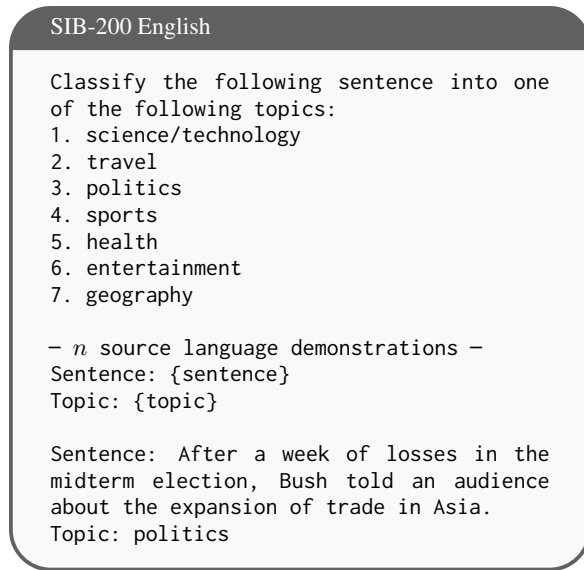 SIB-200 English
Classify the following sentence into one
of the following topics:
1. science/technology
2. travel
3. politics
4. sports
5. health
6. entertainment
7. geography
— n source language demonstrations —
Sentence: {sentence}
Topic: {topic}
Sentence: After a week of losses in the
midterm election, Bush told an audience
about the expansion of trade in Asia.
Topic: politics